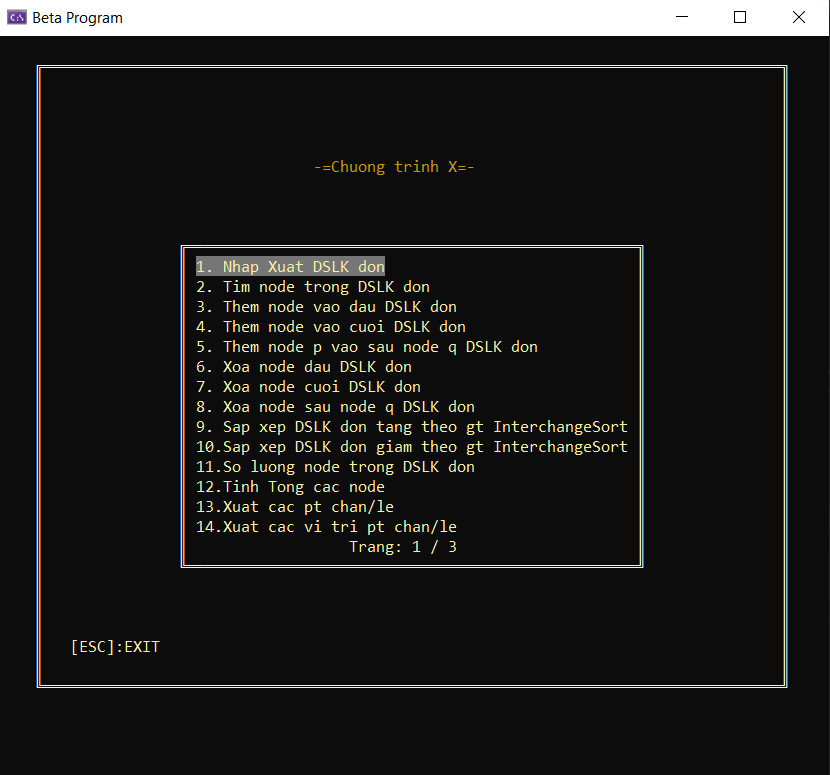 Beta Program
-=Chuong trinh X=-
1. Nhap Xuat DSLK don
2. Tim node trong DSLK don
3. Them node vao dau DSLK don
4. Them node vao cuoi DSLK don
5. Them node p vao sau node q DSLK don
6. Xoa node dau DSLK don
7. Xoa node cuoi DSLK don
8. Xoa node sau node q DSLK don
9. Sap xep DSLK don tang theo gt InterchangeSort
10.Sap xep DSLK don giam theo gt InterchangeSort
11.So luong node trong DSLK don
12.Tinh Tong cac node
13.Xuat cac pt chan/le
14.Xuat cac vi tri pt chan/le
Trang: 1 / 3
[ESC]:EXIT